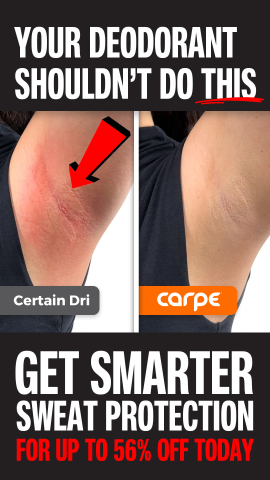 YOUR DEODORANT
SHOULDN'T DO THIS
Certain Dri
carpe
GET SMARTER
SWEAT PROTECTION
FOR UP TO 56% OFF TODAY